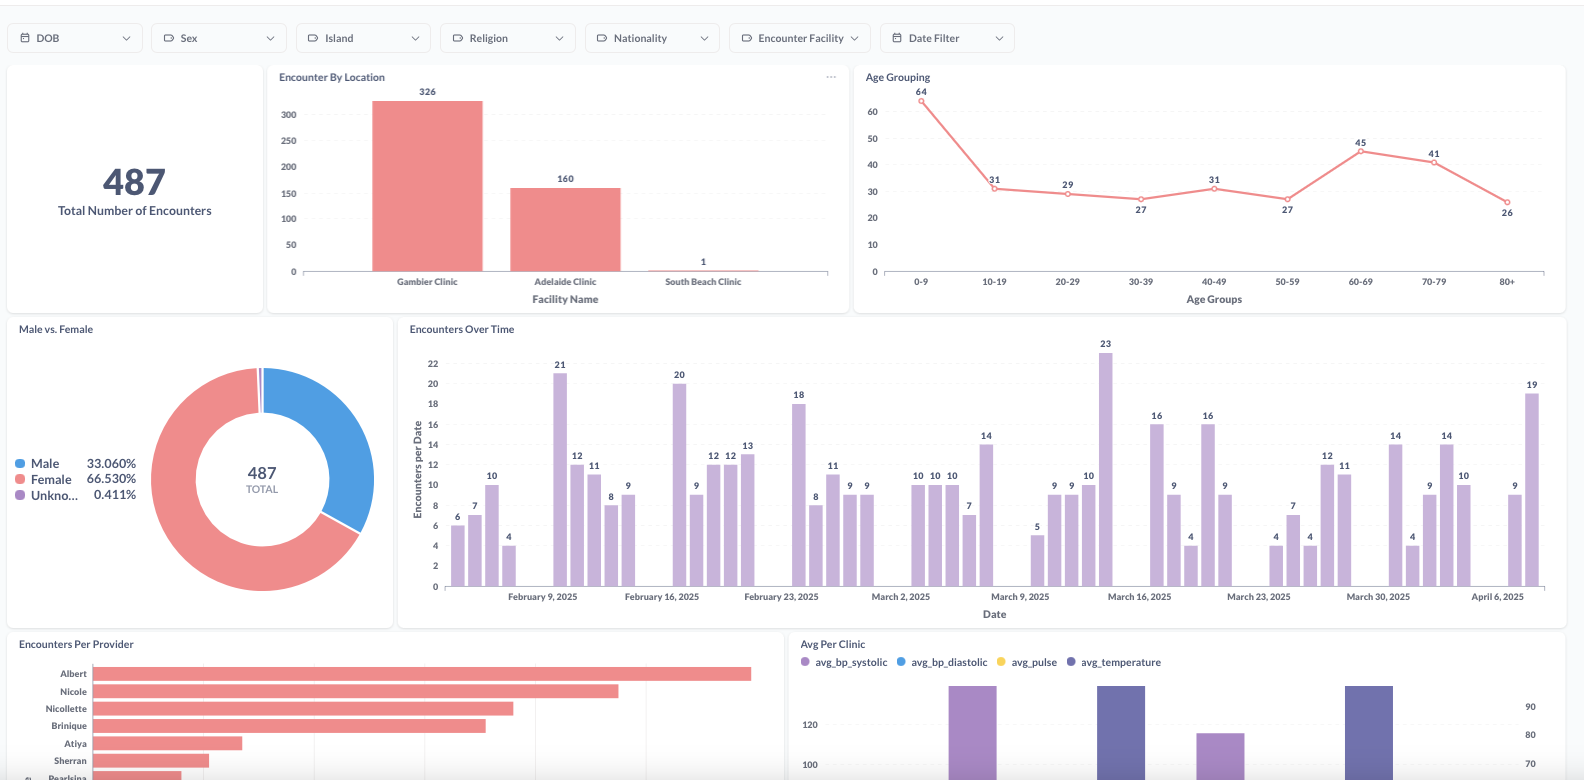 DOB Sex Island Religion Nationality Encounter Facility Date Filter
487
Total Number of Encounters
Encounter By Location
326
160
1
300
250
200
150
100
50
0
Gambier Clinic Adelaide Clinic South Beach Clinic
Facility Name
Age Grouping
64
31
29
27
31
27
45
41
26
60
50
40
30
20
10
0
0-9 10-19 20-29 30-39 40-49 50-59 60-69 70-79 80+
Age Groups
Male vs. Female
Male 33.060%
Female 66.530%
Unkno... 0.411%
487
TOTAL
Encounters Over Time
Encounters per Date
22
20
18
16
14
12
10
8
6
4
2
0
6 7 10 4 21 12 11 8 9 20 9 12 12 13 18 8 11 9 9 10 10 10 7 14 5 9 9 10 23 16 9 4 16 9 4 7 4 12 11 14 4 9 14 10 9 19
February 9, 2025 February 16, 2025 February 23, 2025 March 2, 2025 March 9, 2025 March 16, 2025 March 23, 2025 March 30, 2025 April 6, 2025
Date
Encounters Per Provider
Albert
Nicole
Nicollette
Brinique
Atiya
Sherran
Pearlsina
Avg Per Clinic
avg_bp_systolic avg_bp_diastolic avg_pulse avg_temperature
120
100
90
80
70